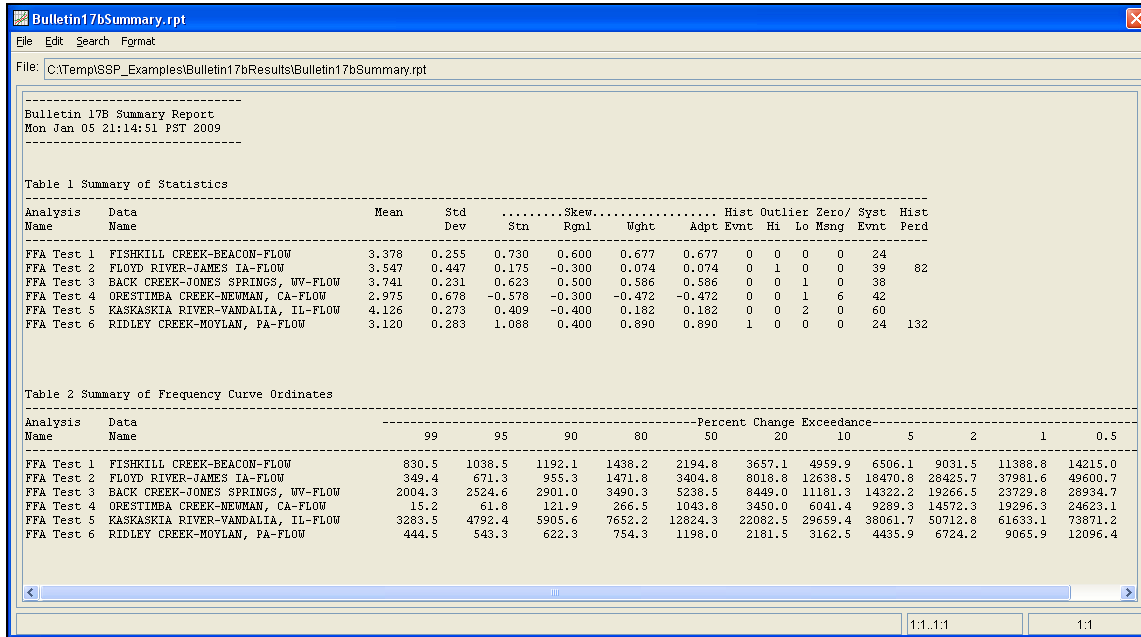 Bulletin17bSummary.rpt
File Edit Search Format
File: C:\Temp\SSP_Examples\Bulletin17bResults\Bulletin17bSummary.rpt
-------------------------------
Bulletin 17B Summary Report
Mon Jan 05 21:14:51 PST 2009
-------------------------------
Table 1 Summary of Statistics
Analysis Data Mean Std .........Skew.................. Hist Outlier Zero/ Syst Hist
Name Name Dev Stn Rgnl Wght Adpt Evnt Hi Lo Msng Evnt Perd
FFA Test 1 FISHKILL CREEK-BEACON-FLOW 3.378 0.255 0.730 0.600 0.677 0.677 0 0 0 0 24
FFA Test 2 FLOYD RIVER-JAMES IA-FLOW 3.547 0.447 0.175 -0.300 0.074 0.074 0 1 0 0 39 82
FFA Test 3 BACK CREEK-JONES SPRINGS, WV-FLOW 3.741 0.231 0.623 0.500 0.586 0.586 0 0 1 0 38
FFA Test 4 ORESTIMBA CREEK-NEWMAN, CA-FLOW 2.975 0.678 -0.578 -0.300 -0.472 -0.472 0 0 1 6 42
FFA Test 5 KASKASKIA RIVER-VANDALIA, IL-FLOW 4.126 0.273 0.409 -0.400 0.182 0.182 0 0 2 0 60
FFA Test 6 RIDLEY CREEK-MOYLAN, PA-FLOW 3.120 0.283 1.088 0.400 0.890 0.890 1 0 0 0 24 132
Table 2 Summary of Frequency Curve Ordinates
Analysis Data ---------------------------------------------Percent Change Exceedance--------------------------------------
Name Name 99 95 90 80 50 20 10 5 2 1 0.5
FFA Test 1 FISHKILL CREEK-BEACON-FLOW 830.5 1038.5 1192.1 1438.2 2194.8 3657.1 4959.9 6506.1 9031.5 11388.8 14215.0
FFA Test 2 FLOYD RIVER-JAMES IA-FLOW 349.4 671.3 955.3 1471.8 3404.8 8018.8 12638.5 18470.8 28425.7 37981.6 49600.7
FFA Test 3 BACK CREEK-JONES SPRINGS, WV-FLOW 2004.3 2524.6 2901.0 3490.3 5238.5 8449.0 11181.3 14322.2 19266.5 23729.8 28934.7
FFA Test 4 ORESTIMBA CREEK-NEWMAN, CA-FLOW 15.2 61.8 121.9 266.5 1043.8 3450.0 6041.4 9289.3 14572.3 19296.3 24623.1
FFA Test 5 KASKASKIA RIVER-VANDALIA, IL-FLOW 3283.5 4792.4 5905.6 7652.2 12824.3 22082.5 29659.4 38061.7 50712.8 61633.1 73871.2
FFA Test 6 RIDLEY CREEK-MOYLAN, PA-FLOW 444.5 543.3 622.3 754.3 1198.0 2181.5 3162.5 4435.9 6724.2 9065.9 12096.4
1:1..1:1 1:1